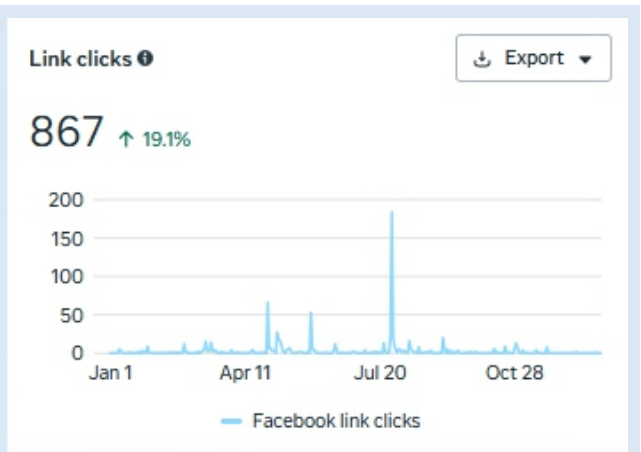 Link clicks
Export
867 ↑ 19.1%
200
150
100
50
0
Jan 1 Apr 11 Jul 20 Oct 28
Facebook link clicks